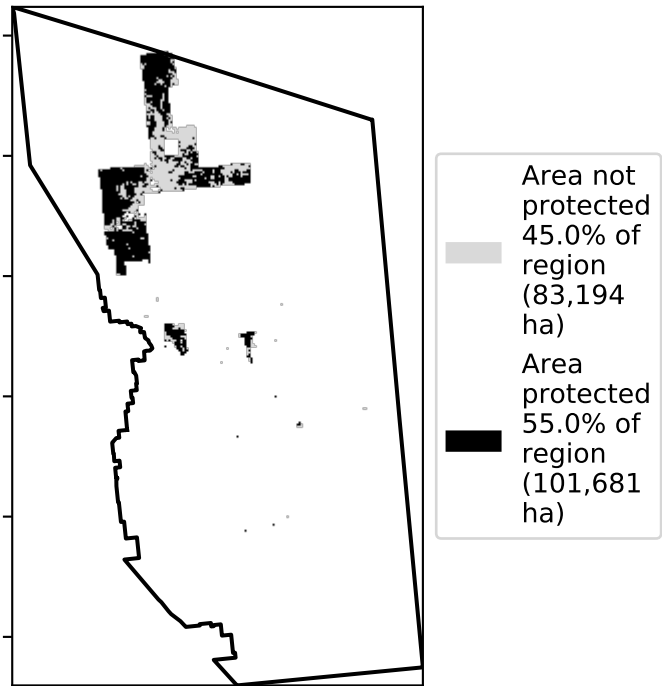 Area not
protected
45.0% of
region
(83,194
ha)
Area
protected
55.0% of
region
(101,681
ha)